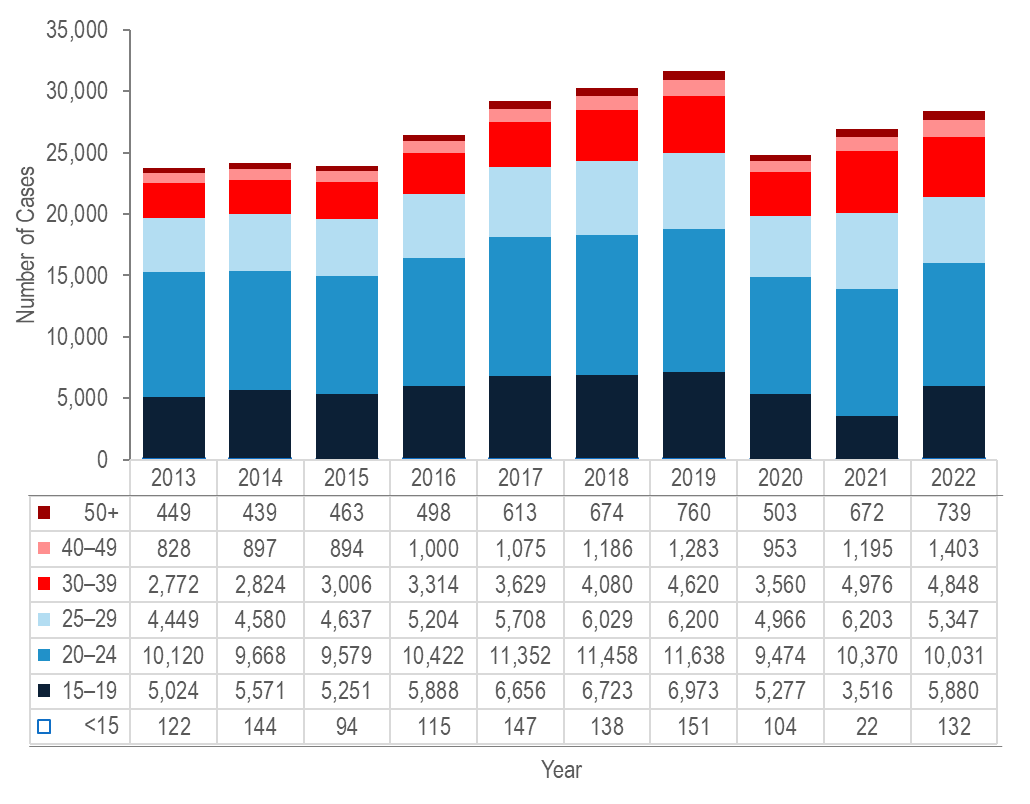 35,000
30,000
25,000
20,000
15,000
10,000
5,000
0
Number of Cases
2013 2014 2015 2016 2017 2018 2019 2020 2021 2022
50+ 449 439 463 498 613 674 760 503 672 739
40–49 828 897 894 1,000 1,075 1,186 1,283 953 1,195 1,403
30–39 2,772 2,824 3,006 3,314 3,629 4,080 4,620 3,560 4,976 4,848
25–29 4,449 4,580 4,637 5,204 5,708 6,029 6,200 4,966 6,203 5,347
20–24 10,120 9,668 9,579 10,422 11,352 11,458 11,638 9,474 10,370 10,031
15–19 5,024 5,571 5,251 5,888 6,656 6,723 6,973 5,277 3,516 5,880
<15 122 144 94 115 147 138 151 104 22 132
Year